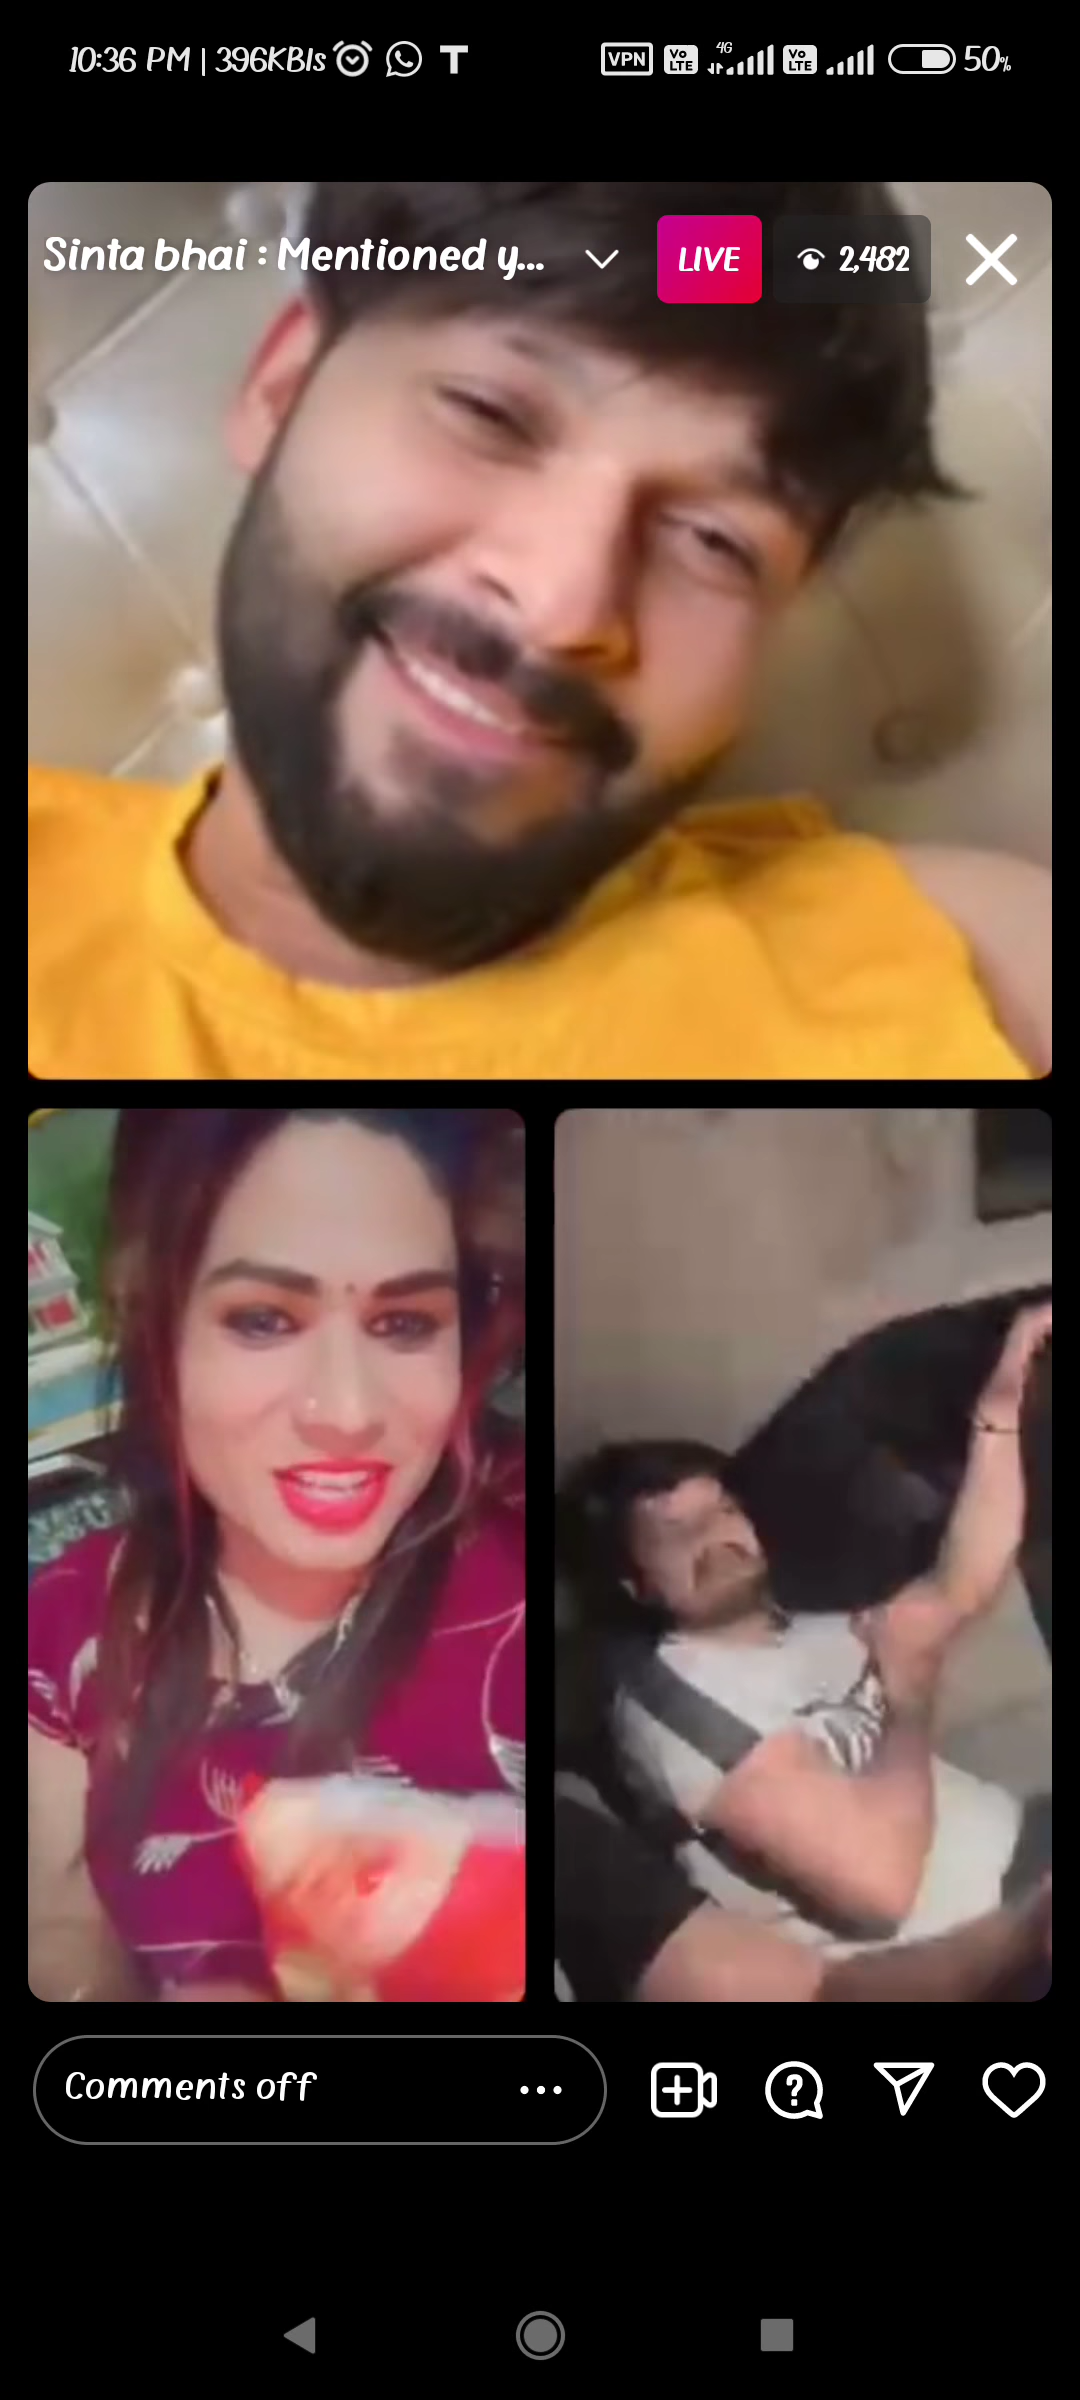 10:36 PM | 396KB/s T VPN Vo LTE 4G Vo LTE 50%
Sinta bhai : Mentioned y... LIVE 2,482
Comments off